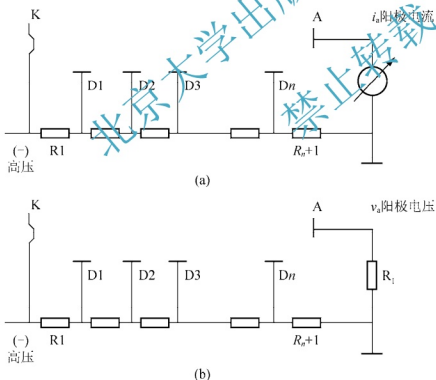 K
A
iₐ阳极电流
D1
D2
D3
Dn
(−)
高压
R1
Rn+1
(a)
北京大学出版
禁止转载
K
A
vₐ阳极电压
D1
D2
D3
Dn
R₁
(−)
高压
R1
Rn+1
(b)